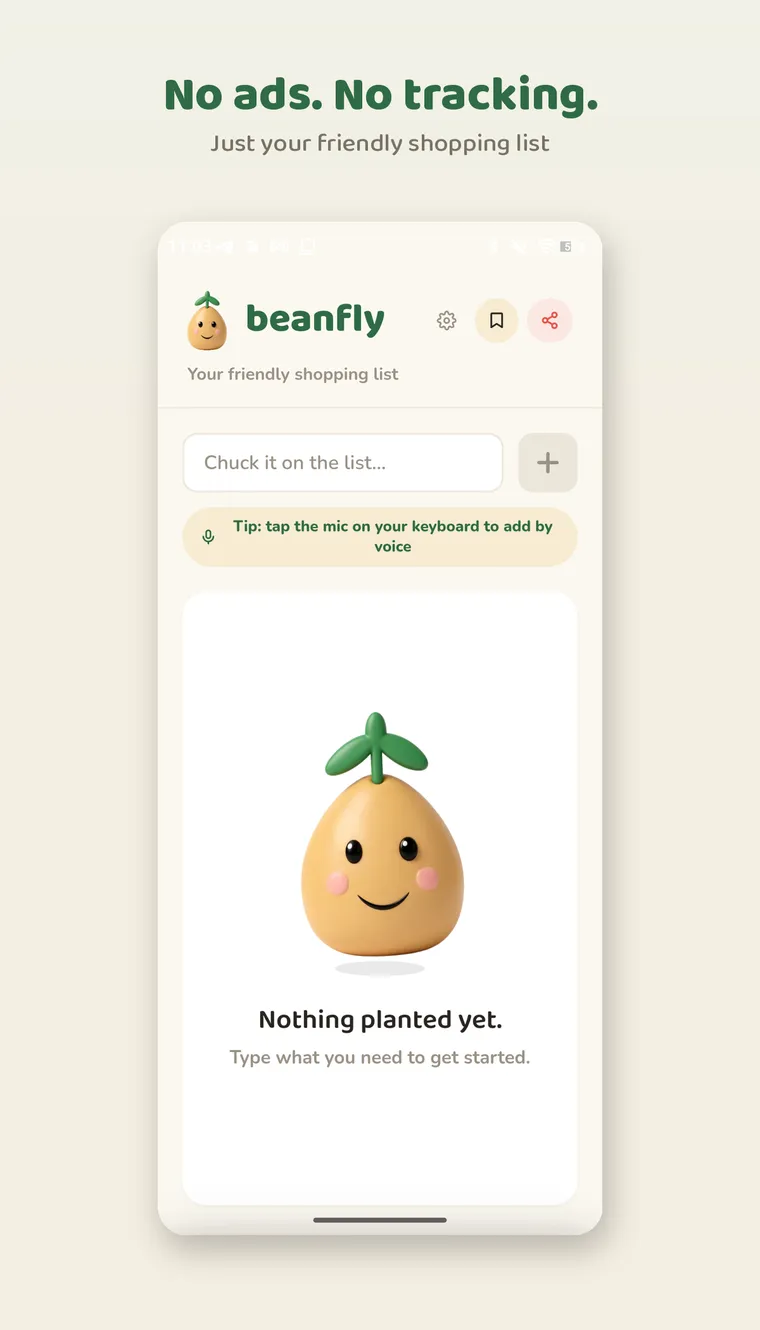 No ads. No tracking.
Just your friendly shopping list
beanfly
Your friendly shopping list
Chuck it on the list...
Tip: tap the mic on your keyboard to add by
voice
Nothing planted yet.
Type what you need to get started.